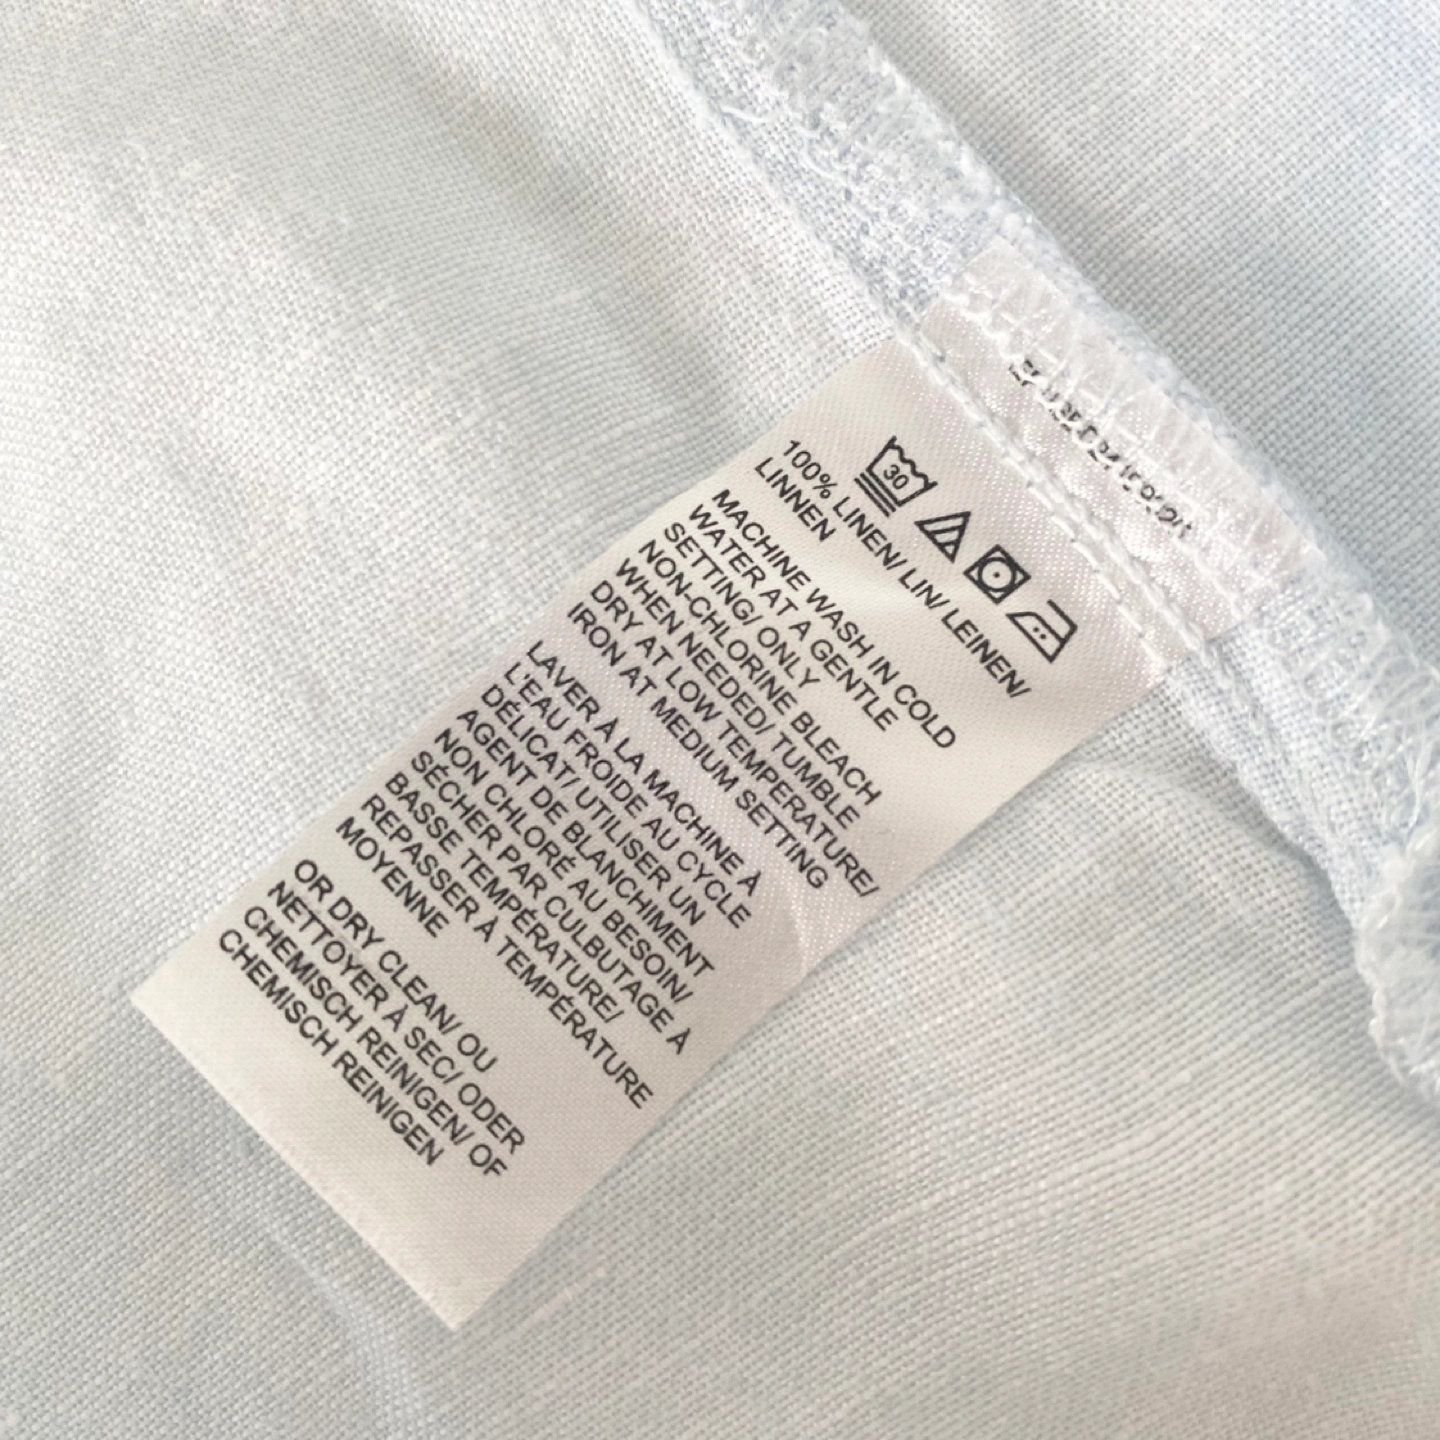 30
100% LINEN/ LIN/ LEINEN/
LINNEN
MACHINE WASH IN COLD
WATER AT A GENTLE
SETTING/ ONLY
NON-CHLORINE BLEACH
WHEN NEEDED/ TUMBLE
DRY AT LOW TEMPERATURE/
IRON AT MEDIUM SETTING
LAVER À LA MACHINE À
L'EAU FROIDE AU CYCLE
DÉLICAT/ UTILISER UN
AGENT DE BLANCHIMENT
NON CHLORÉ AU BESOIN/
SÉCHER PAR CULBUTAGE À
BASSE TEMPÉRATURE/
REPASSER À TEMPÉRATURE
MOYENNE
OR DRY CLEAN/ OU
NETTOYER À SEC/ ODER
CHEMISCH REINIGEN/ OF
CHEMISCH REINIGEN